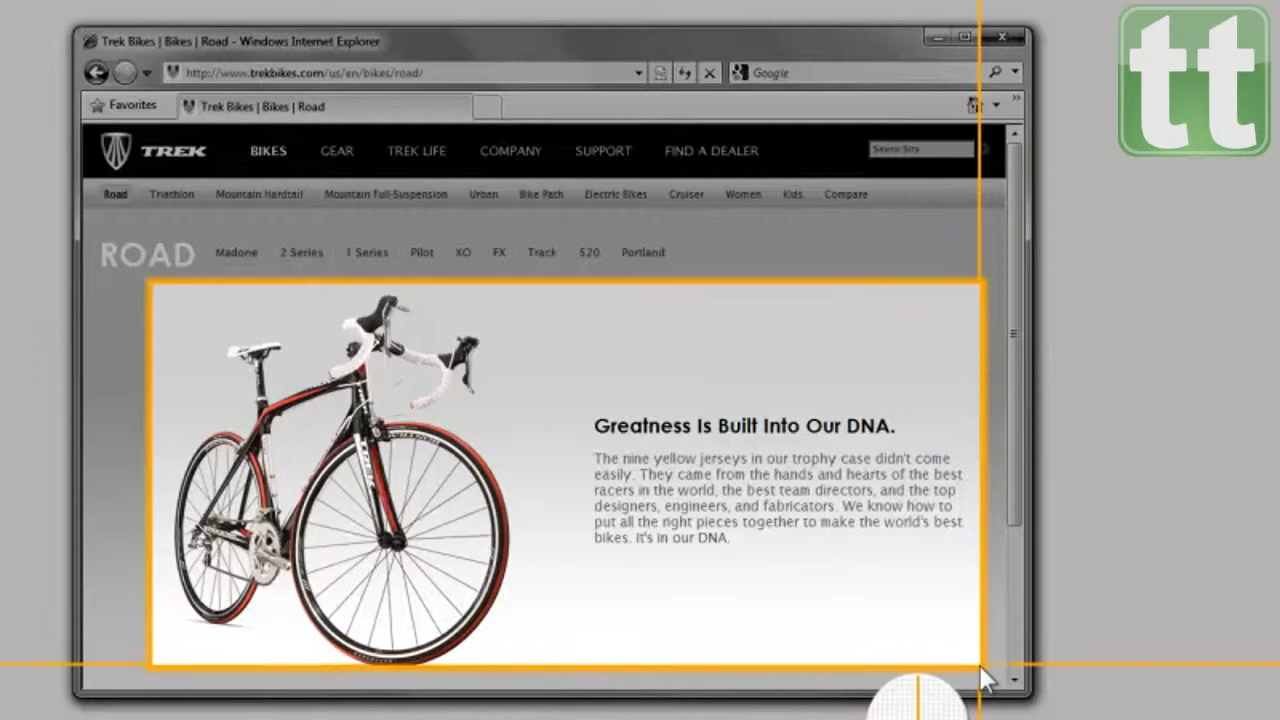 tt
Trek Bikes | Bikes | Road - Windows Internet Explorer
http://www.trekbikes.com/us/en/bikes/road/
Google
Favorites
Trek Bikes | Bikes | Road
TREK BIKES GEAR TREK LIFE COMPANY SUPPORT FIND A DEALER
Search Site
Road Triathlon Mountain Hardtail Mountain Full-Suspension Urban Bike Path Electric Bikes Cruiser Women Kids Compare
ROAD Madone 2 Series 1 Series Pilot XO FX Track 520 Portland
Greatness Is Built Into Our DNA.
The nine yellow jerseys in our trophy case didn't come
easily. They came from the hands and hearts of the best
racers in the world, the best team directors, and the top
designers, engineers, and fabricators. We know how to
put all the right pieces together to make the world's best
bikes. It's in our DNA.
TREK